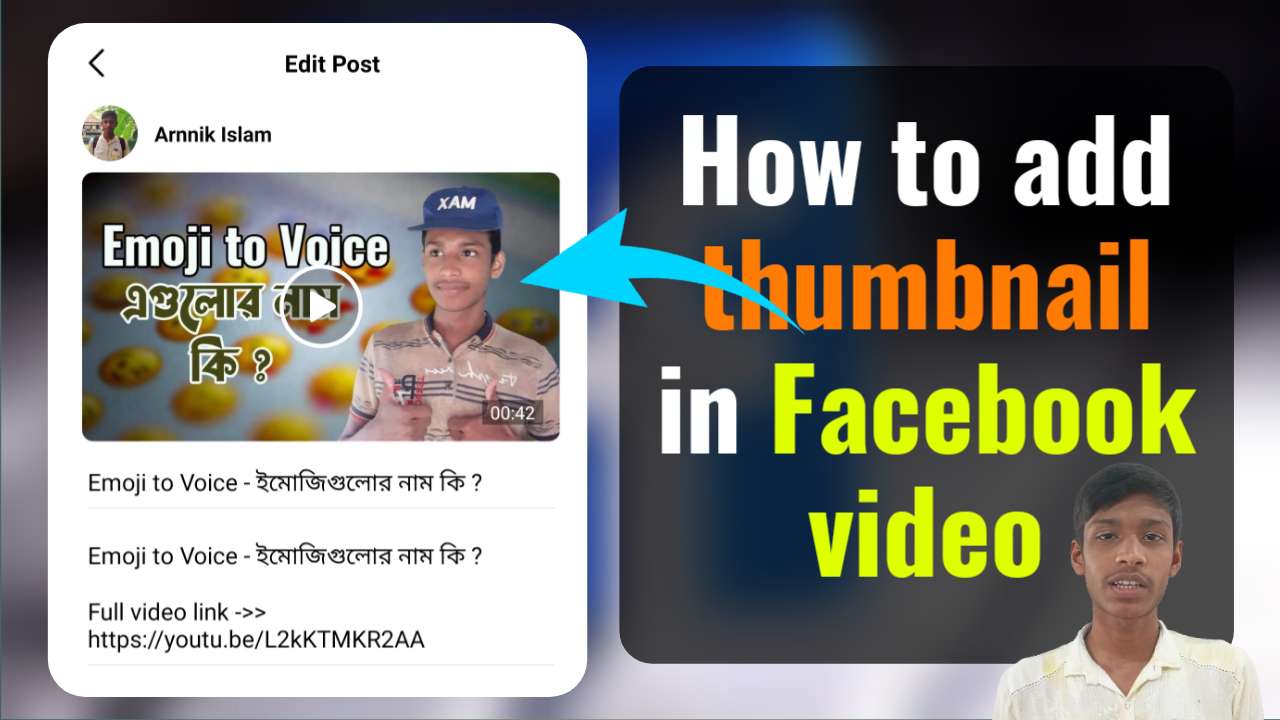 Edit Post
Arnnik Islam
XAM
Emoji to Voice
এগুলোর নাম
কি ?
00:42
Emoji to Voice - ইমোজিগুলোর নাম কি ?
Emoji to Voice - ইমোজিগুলোর নাম কি ?
Full video link ->>
https://youtu.be/L2kKTMKR2AA
How to add
thumbnail
in Facebook
video